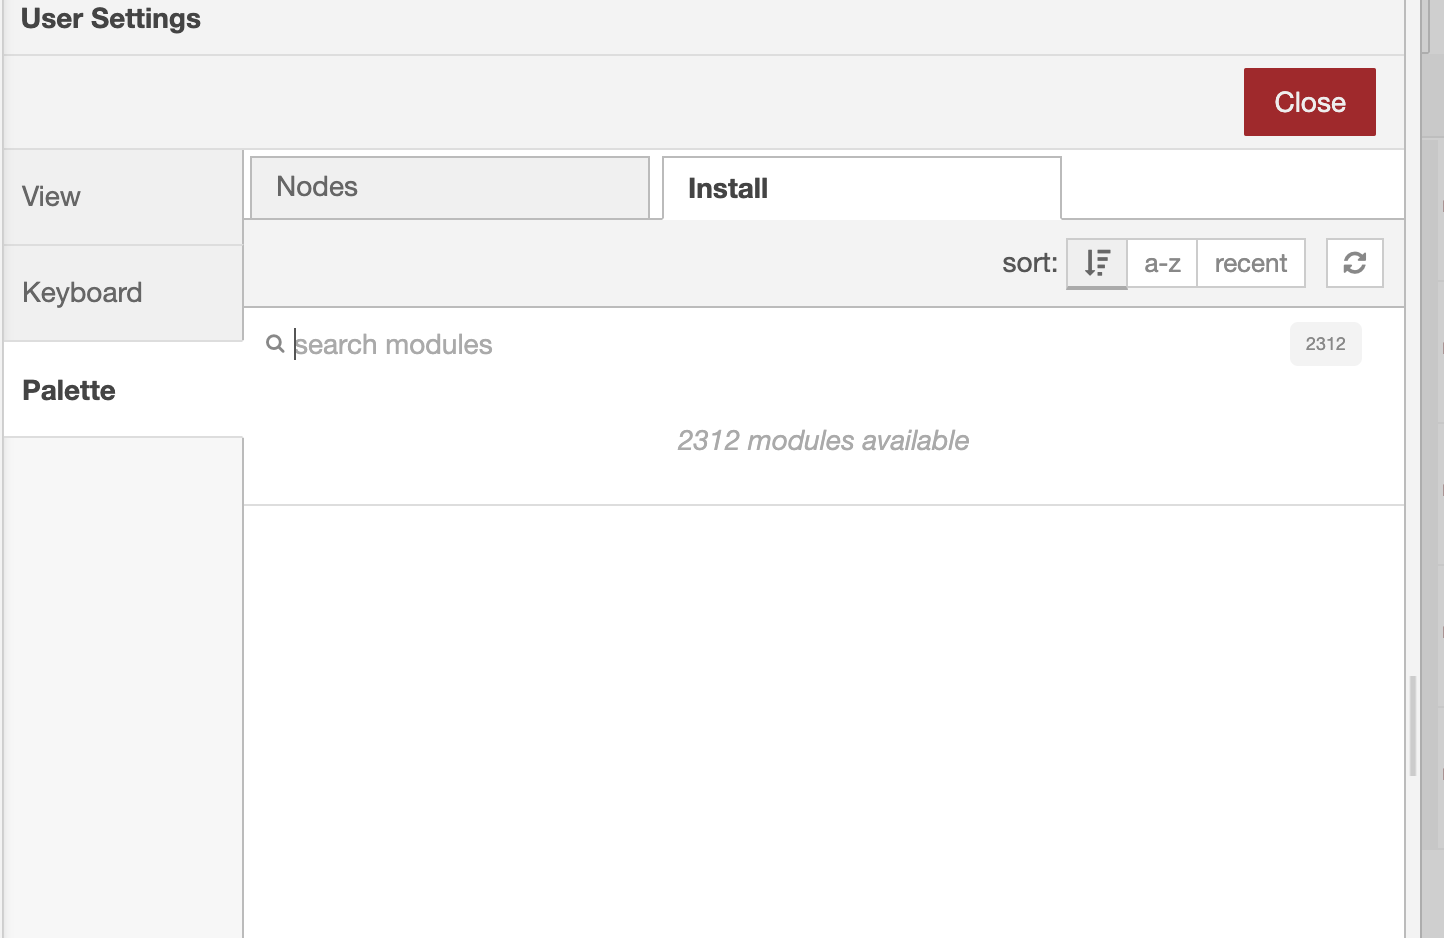 User Settings
Close
View
Keyboard
Palette
Nodes
Install
sort: a-z recent
search modules
2312
2312 modules available